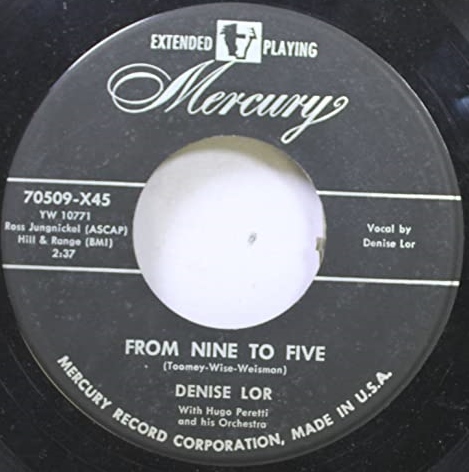 EXTENDED PLAYING
Mercury
70509-X45
YW 10771
Ross Jungnickel (ASCAP)
Hill & Range (BMI)
2:37
Vocal by
Denise Lor
FROM NINE TO FIVE
(Toomey-Wise-Weisman)
DENISE LOR
With Hugo Peretti
and his Orchestra
MERCURY RECORD CORPORATION, MADE IN U.S.A.